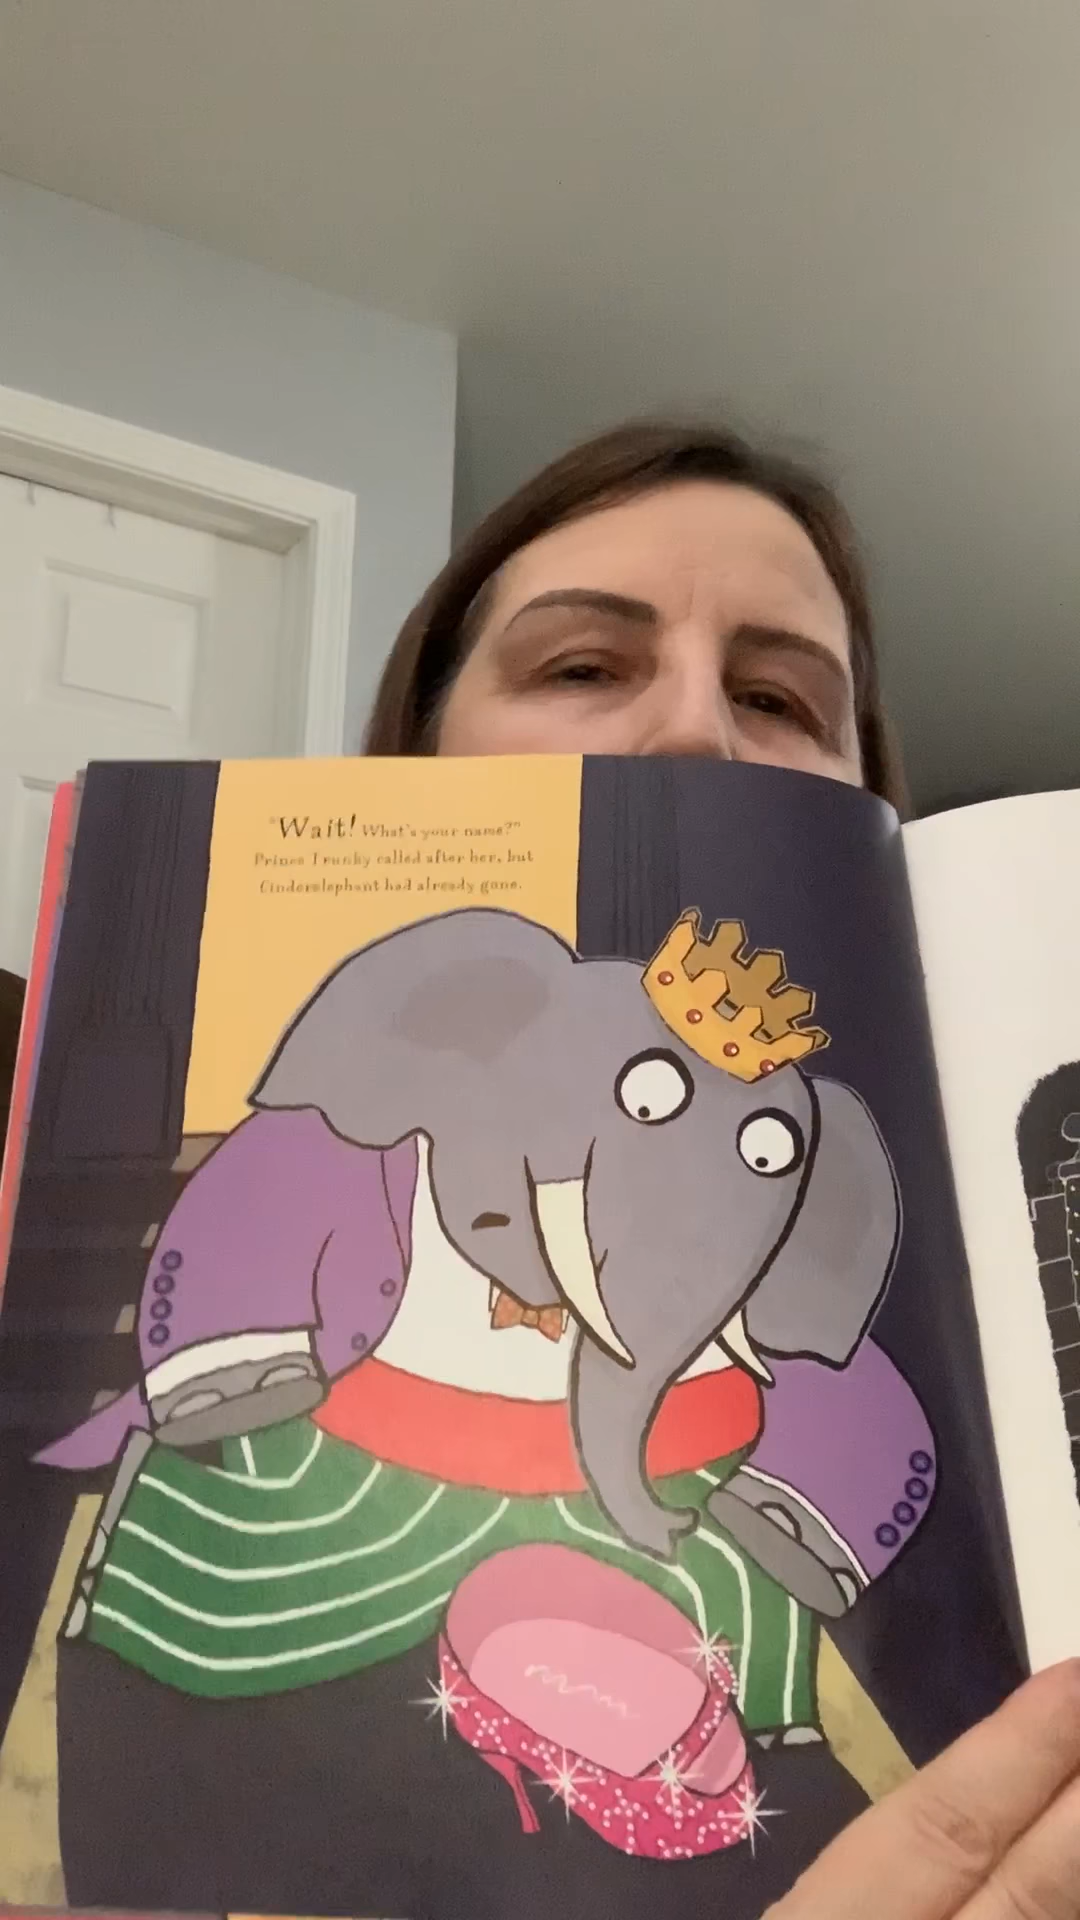 "Wait! What's your name?"
Prince Trunky called after her, but
Cinderelephant had already gone.